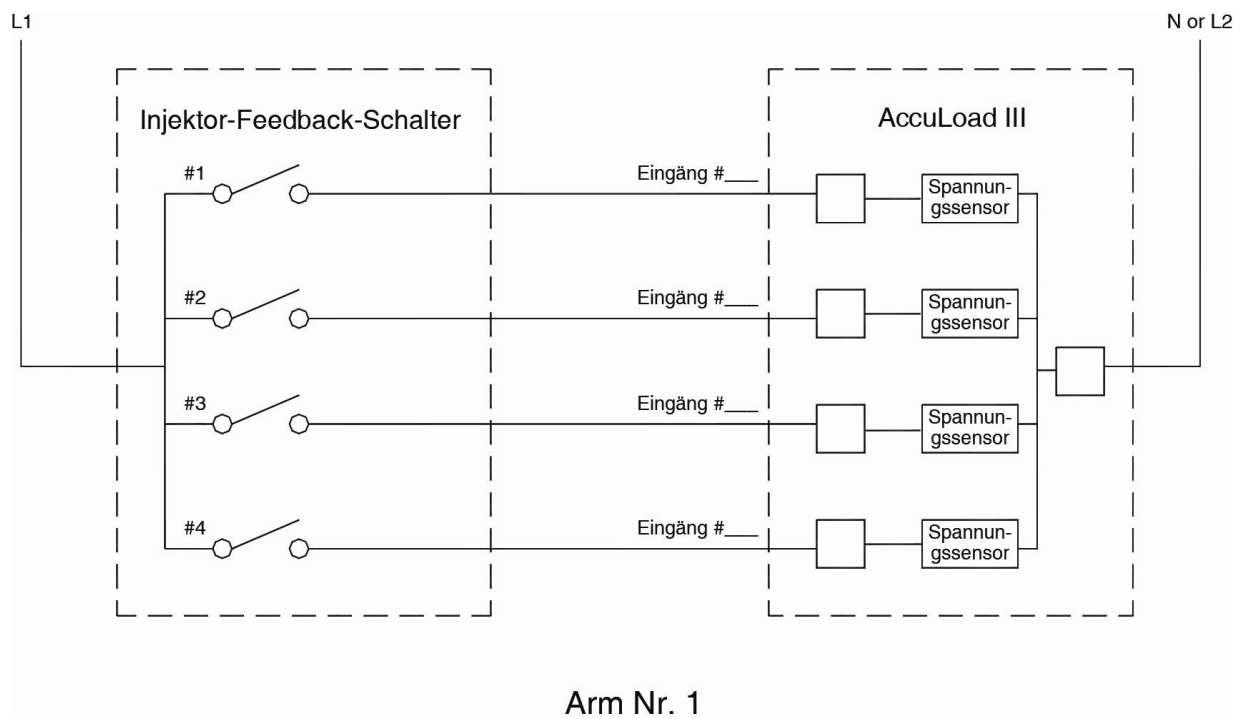 L1
N or L2
Injektor-Feedback-Schalter
AccuLoad III
#1
Eingäng #___
Spannun-
gssensor
#2
Eingäng #___
Spannun-
gssensor
#3
Eingäng #___
Spannun-
gssensor
#4
Eingäng #___
Spannun-
gssensor
Arm Nr. 1